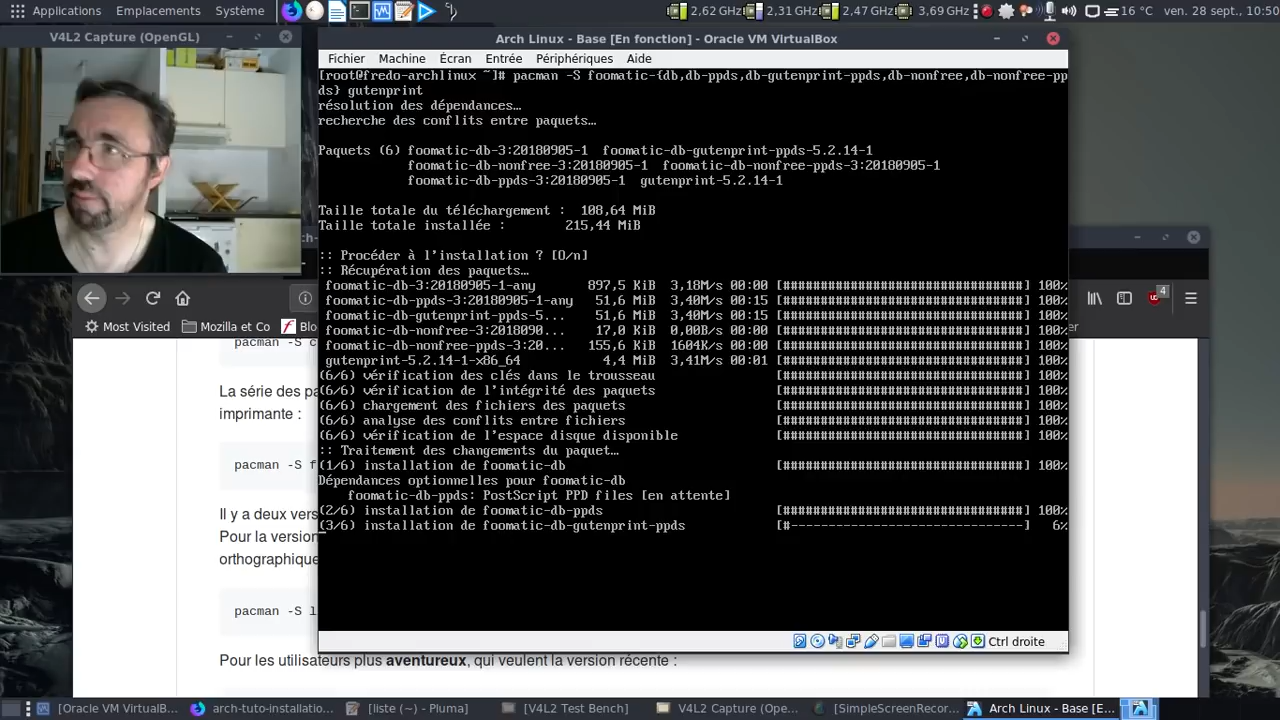 Applications Emplacements Système 2,62 GHz 2,31 GHz 2,47 GHz 3,69 GHz 16 °C ven. 28 sept., 10:50
V4L2 Capture (OpenGL)
Arch Linux - Base [En fonction] - Oracle VM VirtualBox
Fichier Machine Écran Entrée Périphériques Aide
[root@fredo-archlinux ~]# pacman -S foomatic-{db,db-ppds,db-gutenprint-ppds,db-nonfree,db-nonfree-pp
ds} gutenprint
résolution des dépendances…
recherche des conflits entre paquets…
Paquets (6) foomatic-db-3:20180905-1 foomatic-db-gutenprint-ppds-5.2.14-1
foomatic-db-nonfree-3:20180905-1 foomatic-db-nonfree-ppds-3:20180905-1
foomatic-db-ppds-3:20180905-1 gutenprint-5.2.14-1
Taille totale du téléchargement : 108,64 MiB
Taille totale installée : 215,44 MiB
:: Procéder à l'installation ? [O/n]
:: Récupération des paquets…
foomatic-db-3:20180905-1-any 897,5 KiB 3,18M/s 00:00 [################################] 100%
foomatic-db-ppds-3:20180905-1-any 51,6 MiB 3,40M/s 00:15 [################################] 100%
foomatic-db-gutenprint-ppds-5... 51,6 MiB 3,40M/s 00:15 [################################] 100%
foomatic-db-nonfree-3:2018090... 17,0 KiB 0,00B/s 00:00 [################################] 100%
foomatic-db-nonfree-ppds-3:20... 155,6 KiB 1604K/s 00:00 [################################] 100%
gutenprint-5.2.14-1-x86_64 4,4 MiB 3,41M/s 00:01 [################################] 100%
(6/6) vérification des clés dans le trousseau [################################] 100%
(6/6) vérification de l'intégrité des paquets [################################] 100%
(6/6) chargement des fichiers des paquets [################################] 100%
(6/6) analyse des conflits entre fichiers [################################] 100%
(6/6) vérification de l'espace disque disponible [################################] 100%
:: Traitement des changements du paquet…
(1/6) installation de foomatic-db [################################] 100%
Dépendances optionnelles pour foomatic-db
foomatic-db-ppds: PostScript PPD files [en attente]
(2/6) installation de foomatic-db-ppds [################################] 100%
(3/6) installation de foomatic-db-gutenprint-ppds [#-------------------------------] 6%
Ctrl droite
4
Most Visited Mozilla et Co Blo
pacman -S c
La série des pa
imprimante :
pacman -S f
Il y a deux vers
Pour la version
orthographique
pacman -S l
Pour les utilisateurs plus aventureux, qui veulent la version récente :
[Oracle VM VirtualB... arch-tuto-installatio... [liste (~) - Pluma] [V4L2 Test Bench] V4L2 Capture (Ope... [SimpleScreenRecor... Arch Linux - Base [E...